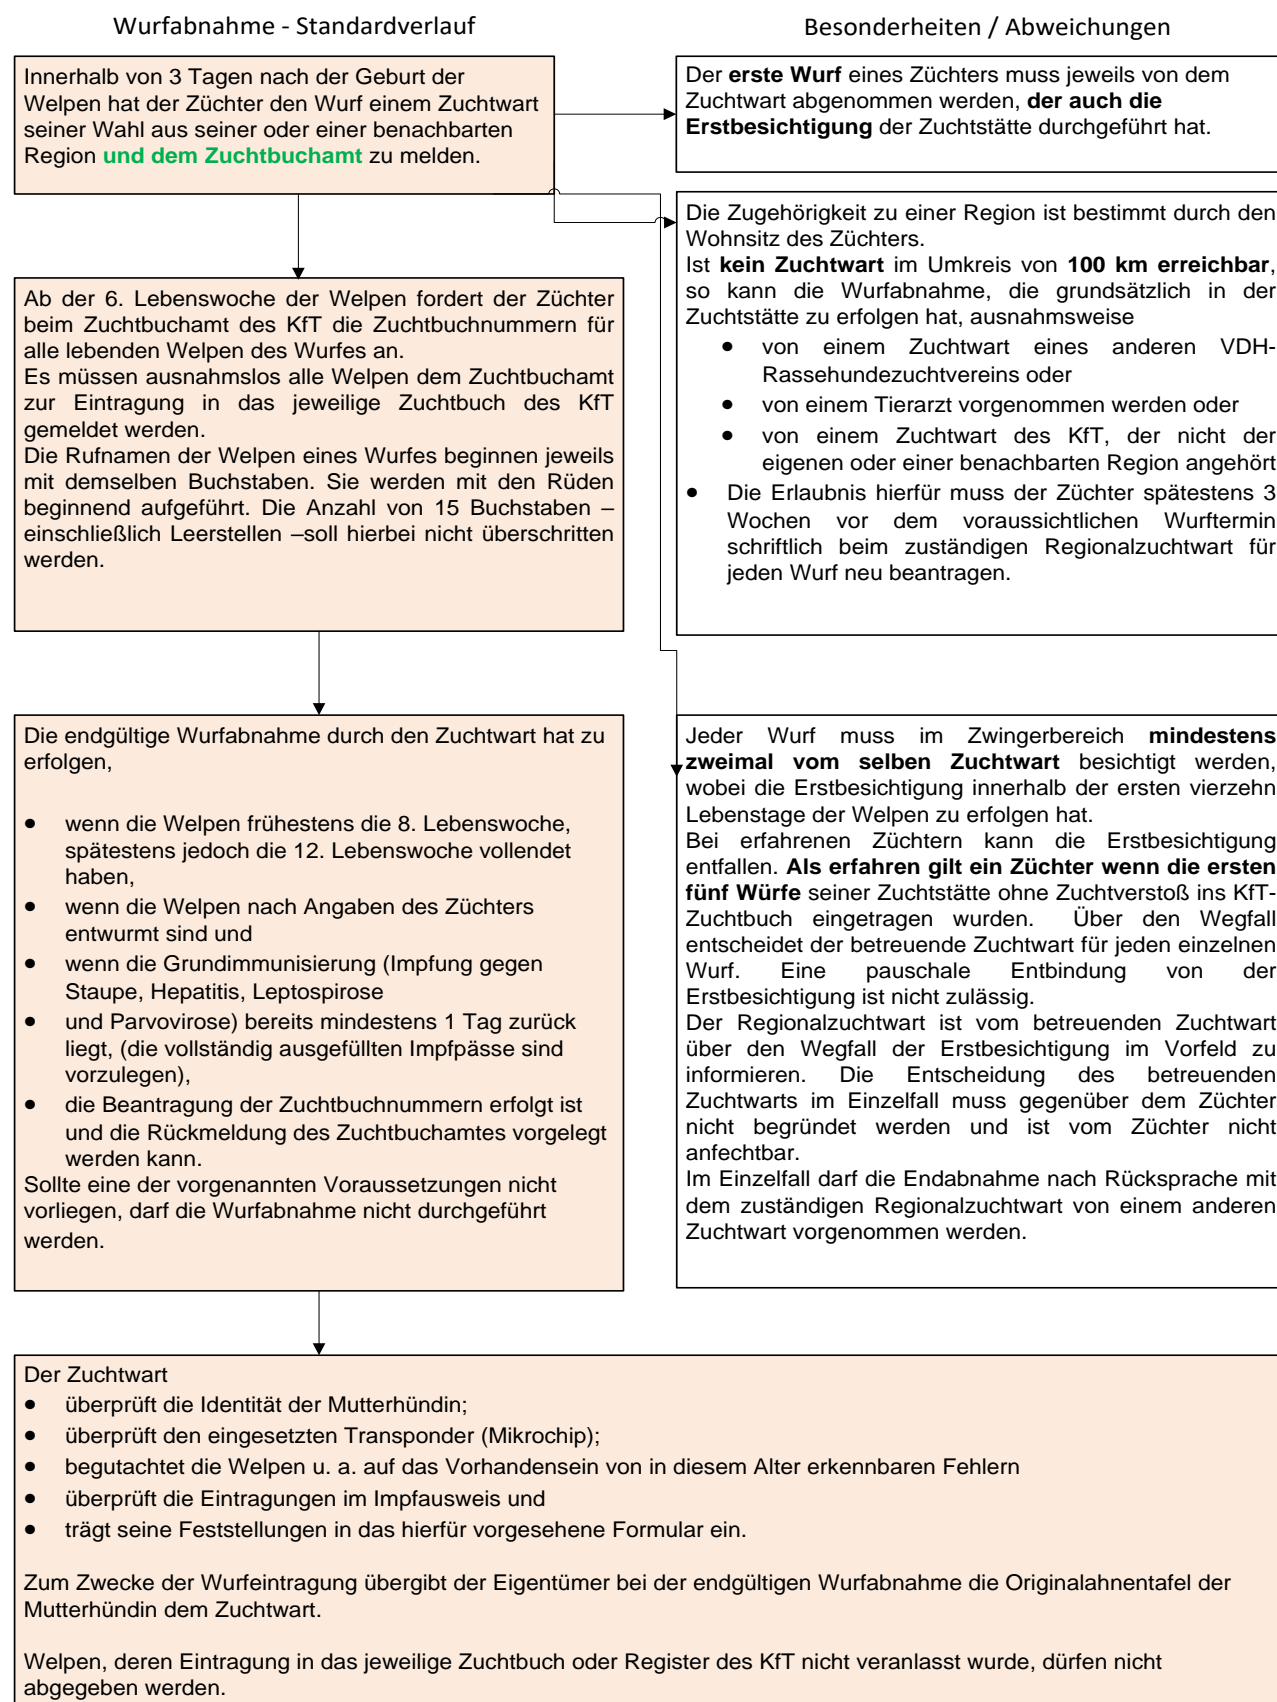 Wurfabnahme - Standardverlauf
Innerhalb von 3 Tagen nach der Geburt der
Welpen hat der Züchter den Wurf einem Zuchtwart
seiner Wahl aus seiner oder einer benachbarten
Region und dem Zuchtbuchamt zu melden.
Ab der 6. Lebenswoche der Welpen fordert der Züchter
beim Zuchtbuchamt des KfT die Zuchtbuchnummern für
alle lebenden Welpen des Wurfes an.
Es müssen ausnahmslos alle Welpen dem Zuchtbuchamt
zur Eintragung in das jeweilige Zuchtbuch des KfT
gemeldet werden.
Die Rufnamen der Welpen eines Wurfes beginnen jeweils
mit demselben Buchstaben. Sie werden mit den Rüden
beginnend aufgeführt. Die Anzahl von 15 Buchstaben –
einschließlich Leerstellen –soll hierbei nicht überschritten
werden.
Die endgültige Wurfabnahme durch den Zuchtwart hat zu
erfolgen,
• wenn die Welpen frühestens die 8. Lebenswoche,
spätestens jedoch die 12. Lebenswoche vollendet
haben,
• wenn die Welpen nach Angaben des Züchters
entwurmt sind und
• wenn die Grundimmunisierung (Impfung gegen
Staupe, Hepatitis, Leptospirose
• und Parvovirose) bereits mindestens 1 Tag zurück
liegt, (die vollständig ausgefüllten Impfpässe sind
vorzulegen),
• die Beantragung der Zuchtbuchnummern erfolgt ist
und die Rückmeldung des Zuchtbuchamtes vorgelegt
werden kann.
Sollte eine der vorgenannten Voraussetzungen nicht
vorliegen, darf die Wurfabnahme nicht durchgeführt
werden.
Besonderheiten / Abweichungen
Der erste Wurf eines Züchters muss jeweils von dem
Zuchtwart abgenommen werden, der auch die
Erstbesichtigung der Zuchtstätte durchgeführt hat.
Die Zugehörigkeit zu einer Region ist bestimmt durch den
Wohnsitz des Züchters.
Ist kein Zuchtwart im Umkreis von 100 km erreichbar,
so kann die Wurfabnahme, die grundsätzlich in der
Zuchtstätte zu erfolgen hat, ausnahmsweise
• von einem Zuchtwart eines anderen VDH-
Rassehundezuchtvereins oder
• von einem Tierarzt vorgenommen werden oder
• von einem Zuchtwart des KfT, der nicht der
eigenen oder einer benachbarten Region angehört
• Die Erlaubnis hierfür muss der Züchter spätestens 3
Wochen vor dem voraussichtlichen Wurftermin
schriftlich beim zuständigen Regionalzuchtwart für
jeden Wurf neu beantragen.
Jeder Wurf muss im Zwingerbereich mindestens
zweimal vom selben Zuchtwart besichtigt werden,
wobei die Erstbesichtigung innerhalb der ersten vierzehn
Lebenstage der Welpen zu erfolgen hat.
Bei erfahrenen Züchtern kann die Erstbesichtigung
entfallen. Als erfahren gilt ein Züchter wenn die ersten
fünf Würfe seiner Zuchtstätte ohne Zuchtverstoß ins KfT-
Zuchtbuch eingetragen wurden. Über den Wegfall
entscheidet der betreuende Zuchtwart für jeden einzelnen
Wurf. Eine pauschale Entbindung von der
Erstbesichtigung ist nicht zulässig.
Der Regionalzuchtwart ist vom betreuenden Zuchtwart
über den Wegfall der Erstbesichtigung im Vorfeld zu
informieren. Die Entscheidung des betreuenden
Zuchtwarts im Einzelfall muss gegenüber dem Züchter
nicht begründet werden und ist vom Züchter nicht
anfechtbar.
Im Einzelfall darf die Endabnahme nach Rücksprache mit
dem zuständigen Regionalzuchtwart von einem anderen
Zuchtwart vorgenommen werden.
Der Zuchtwart
• überprüft die Identität der Mutterhündin;
• überprüft den eingesetzten Transponder (Mikrochip);
• begutachtet die Welpen u. a. auf das Vorhandensein von in diesem Alter erkennbaren Fehlern
• überprüft die Eintragungen im Impfausweis und
• trägt seine Feststellungen in das hierfür vorgesehene Formular ein.
Zum Zwecke der Wurfeintragung übergibt der Eigentümer bei der endgültigen Wurfabnahme die Originalahnentafel der
Mutterhündin dem Zuchtwart.
Welpen, deren Eintragung in das jeweilige Zuchtbuch oder Register des KfT nicht veranlasst wurde, dürfen nicht
abgegeben werden.